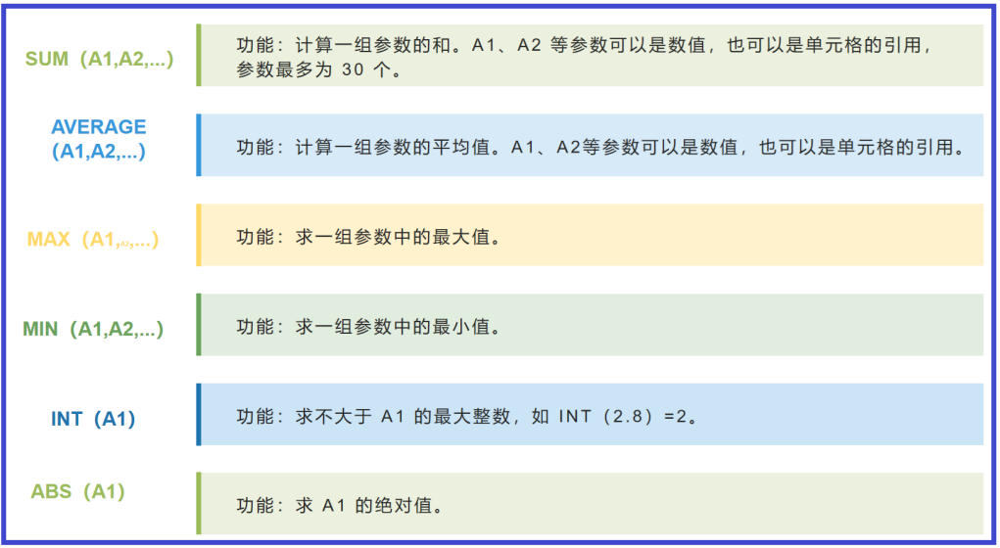 SUM（A1,A2,...）
功能：计算一组参数的和。A1、A2 等参数可以是数值，也可以是单元格的引用，
参数最多为 30 个。
AVERAGE
（A1,A2,...）
功能：计算一组参数的平均值。A1、A2等参数可以是数值，也可以是单元格的引用。
MAX（A1,A2,...）
功能：求一组参数中的最大值。
MIN（A1,A2,...）
功能：求一组参数中的最小值。
INT（A1）
功能：求不大于 A1 的最大整数，如 INT（2.8）=2。
ABS（A1）
功能：求 A1 的绝对值。